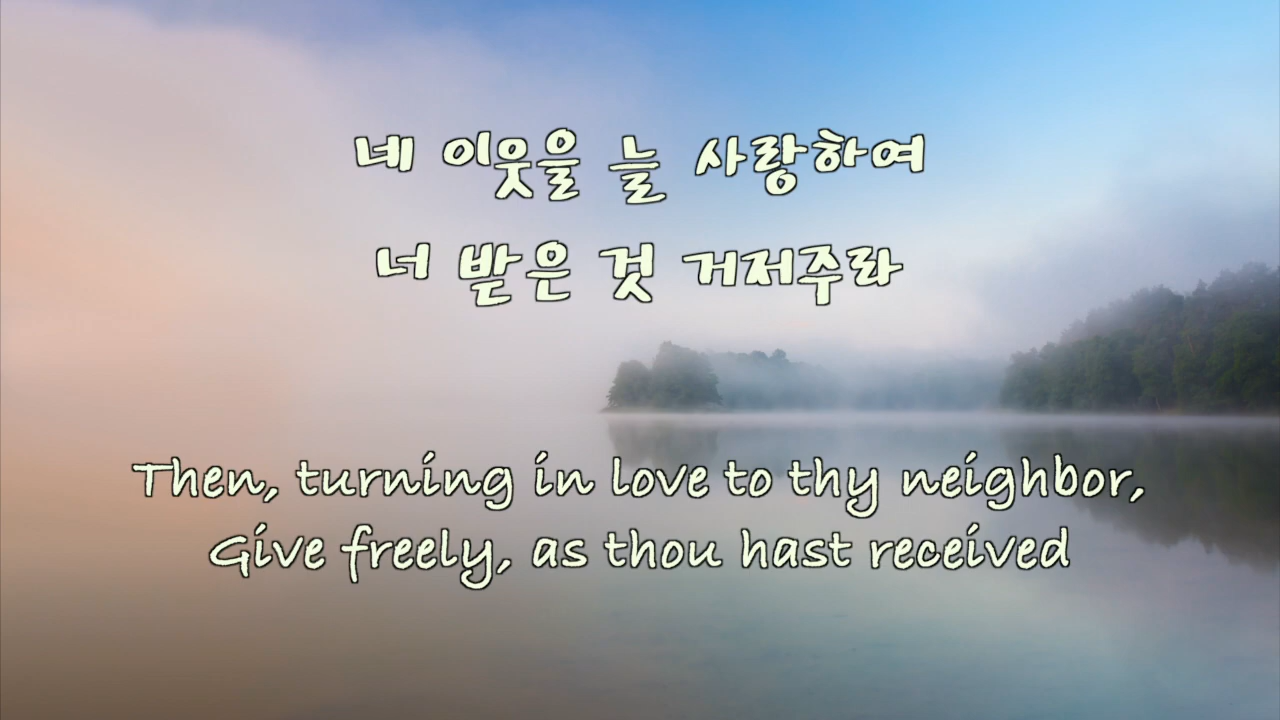 네 이웃을 늘 사랑하여
너 받은 것 거저주라
Then, turning in love to thy neighbor,
Give freely, as thou hast received